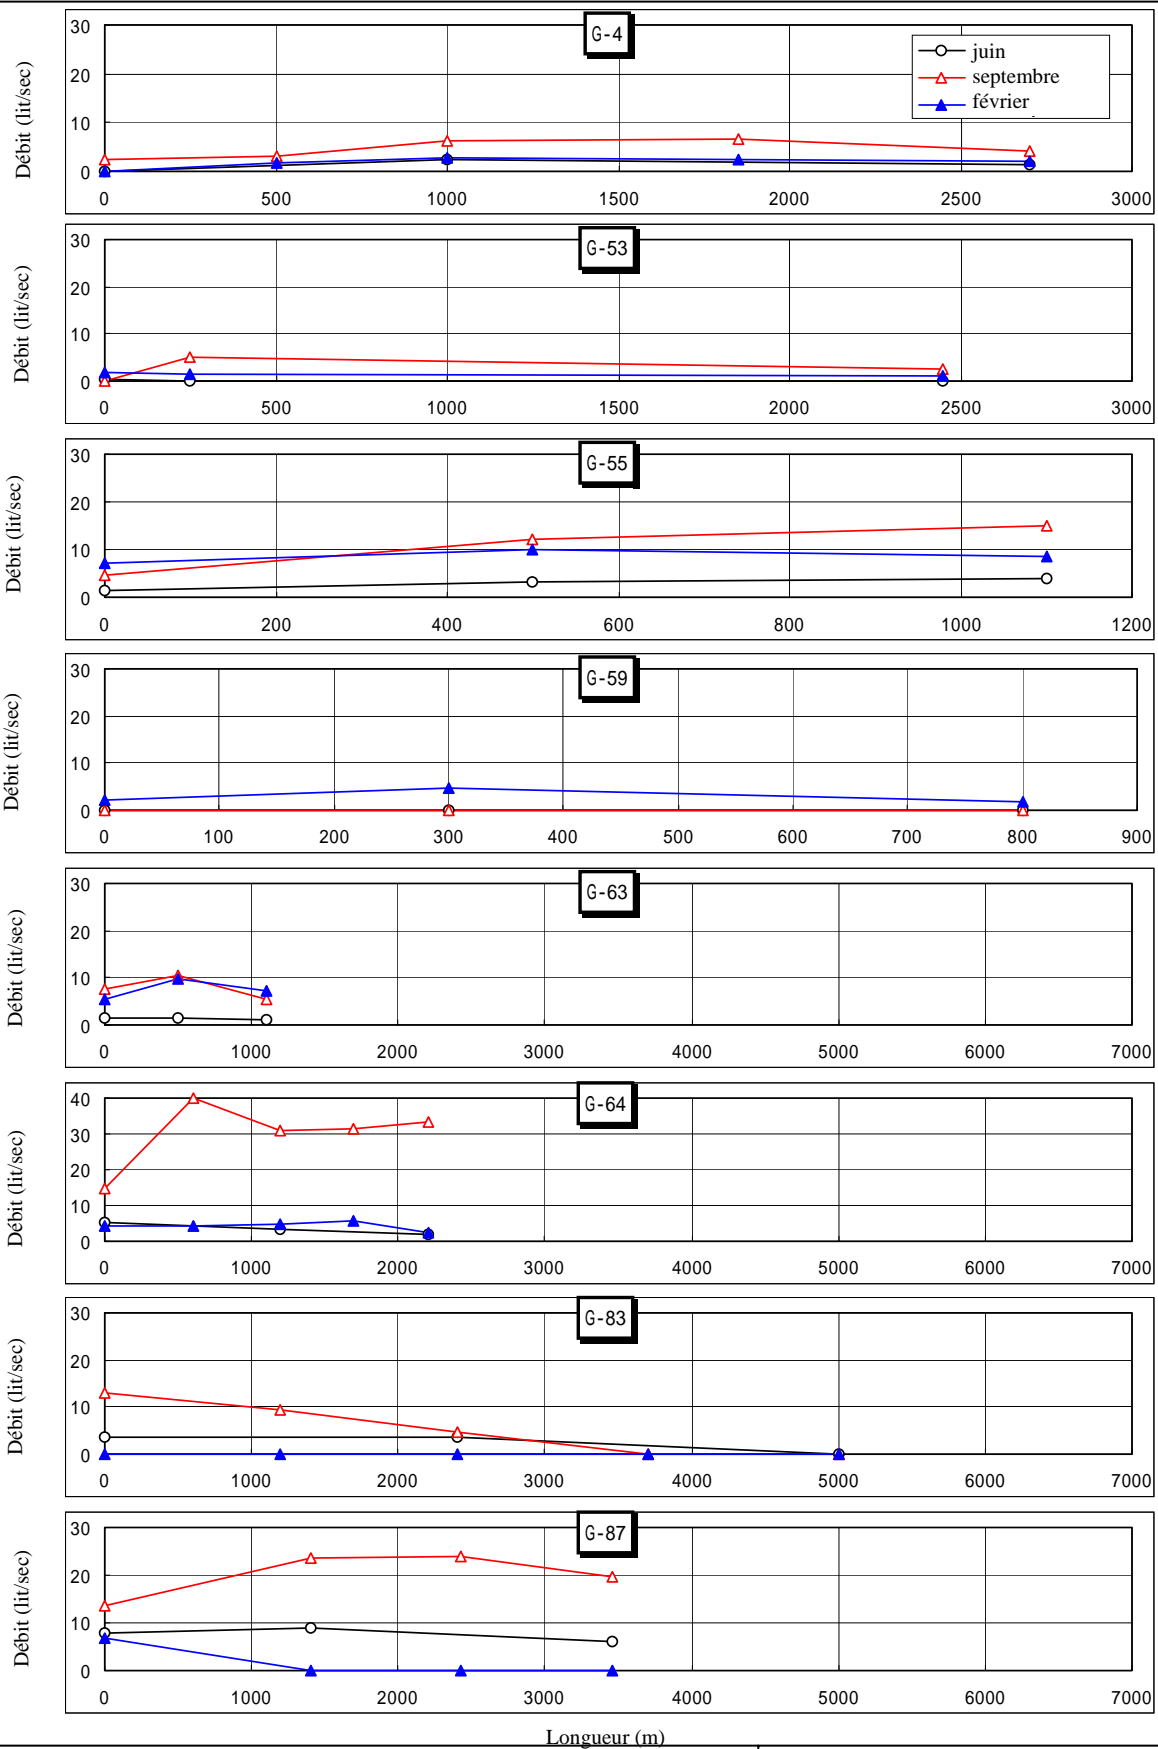 G-4
juin
septembre
février
Débit (lit/sec)
30
20
10
0
0 500 1000 1500 2000 2500 3000
G-53
Débit (lit/sec)
30
20
10
0
0 500 1000 1500 2000 2500 3000
G-55
Débit (lit/sec)
30
20
10
0
0 200 400 600 800 1000 1200
G-59
Débit (lit/sec)
30
20
10
0
0 100 200 300 400 500 600 700 800 900
G-63
Débit (lit/sec)
30
20
10
0
0 1000 2000 3000 4000 5000 6000 7000
G-64
Débit (lit/sec)
40
30
20
10
0
0 1000 2000 3000 4000 5000 6000 7000
G-83
Débit (lit/sec)
30
20
10
0
0 1000 2000 3000 4000 5000 6000 7000
G-87
Débit (lit/sec)
30
20
10
0
0 1000 2000 3000 4000 5000 6000 7000
Longueur (m)